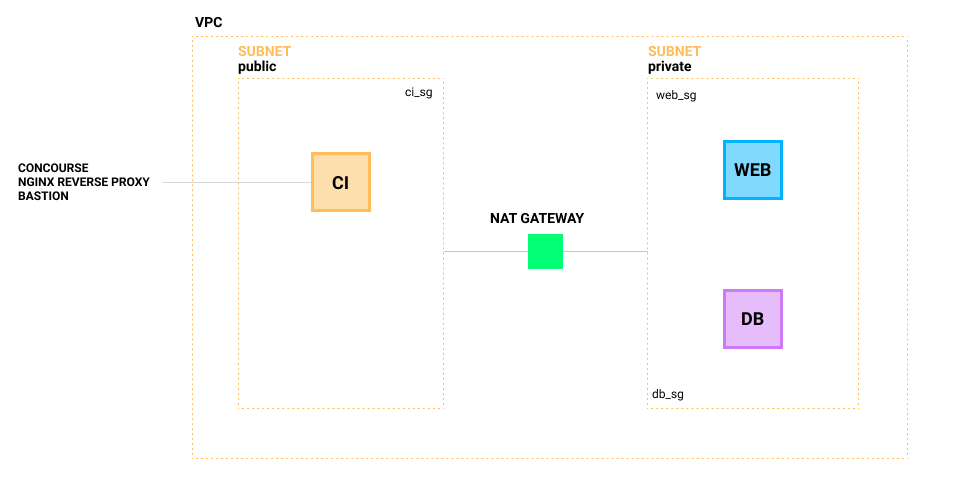 VPC
SUBNET
public
SUBNET
private
ci_sg
web_sg
CONCOURSE
NGINX REVERSE PROXY
BASTION
CI
WEB
NAT GATEWAY
DB
db_sg